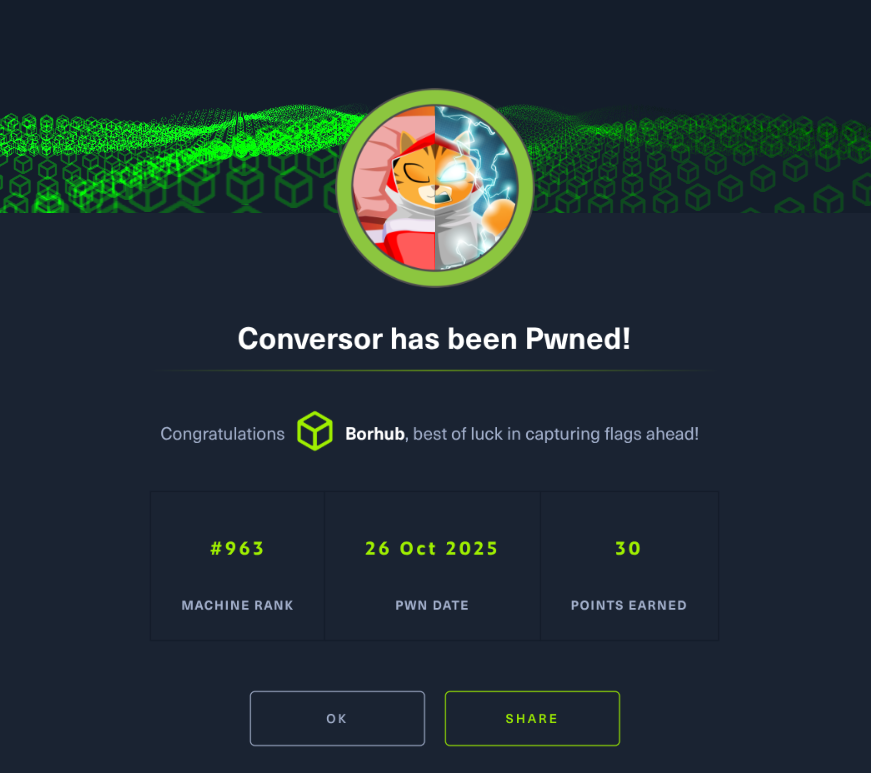 Conversor has been Pwned!
Congratulations Borhub, best of luck in capturing flags ahead!
#963 26 Oct 2025 30
MACHINE RANK PWN DATE POINTS EARNED
OK SHARE